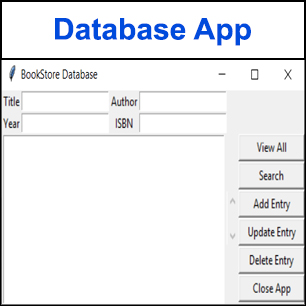 Database App
BookStore Database
Title Author
Year ISBN
View All
Search
Add Entry
Update Entry
Delete Entry
Close App